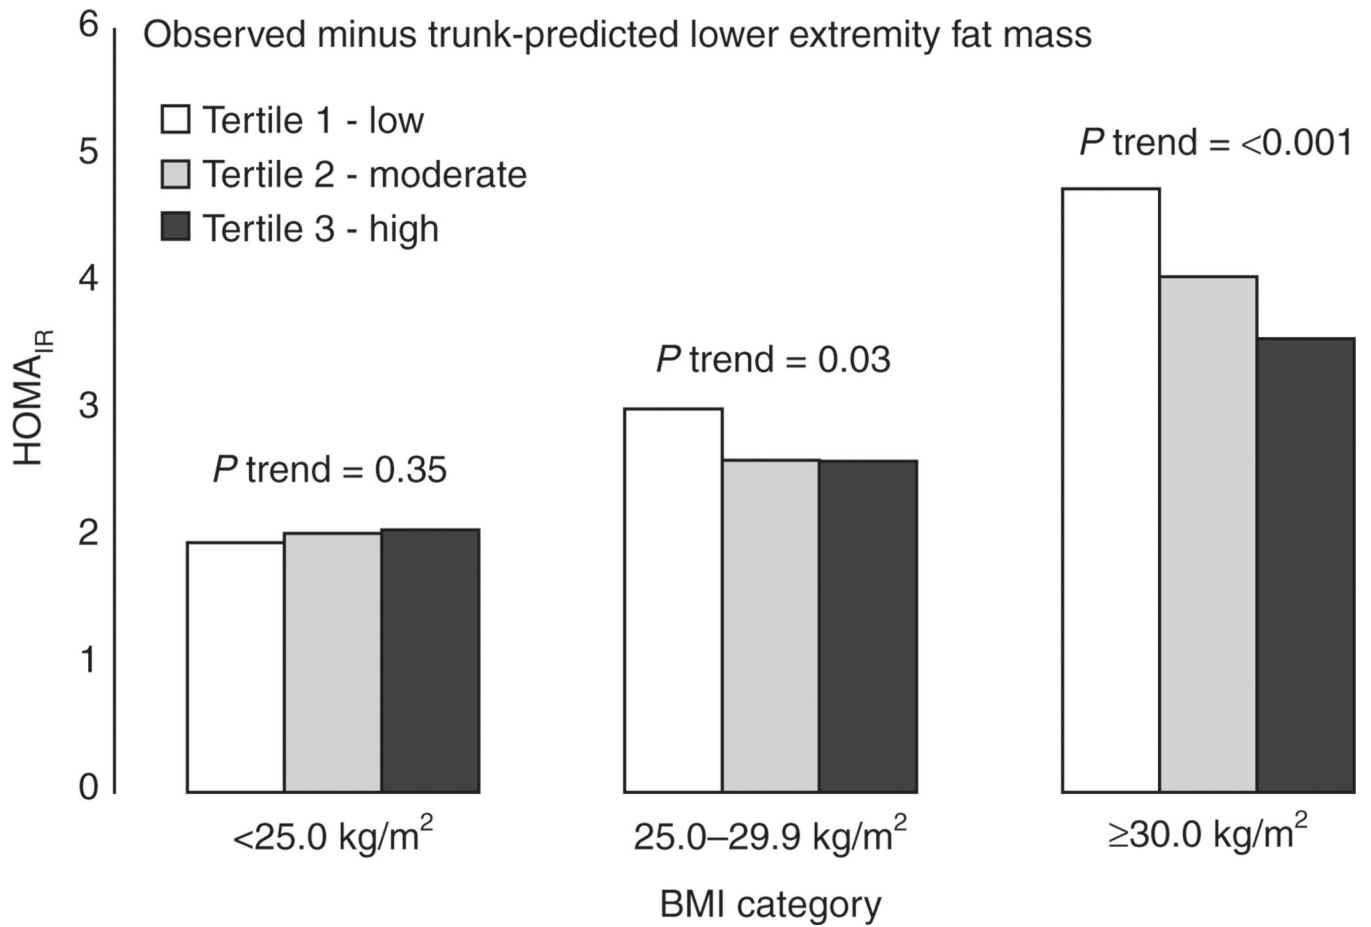 Observed minus trunk-predicted lower extremity fat mass
Tertile 1 - low
Tertile 2 - moderate
Tertile 3 - high
6
5
4
3
2
1
0
HOMA_IR
P trend = 0.35
P trend = 0.03
P trend = <0.001
<25.0 kg/m²
25.0–29.9 kg/m²
≥30.0 kg/m²
BMI category